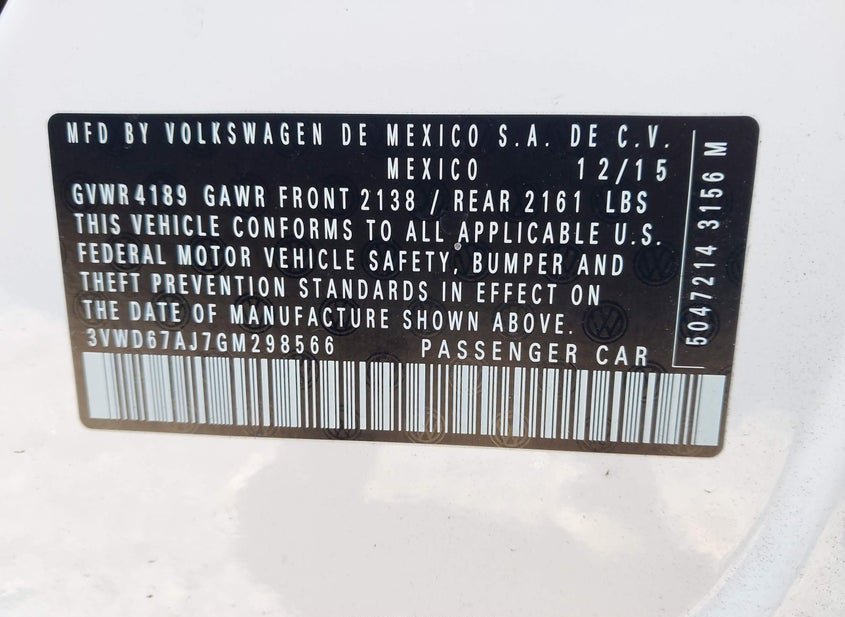 MFD BY VOLKSWAGEN DE MEXICO S.A. DE C.V.
MEXICO 12/15
GVWR 4189 GAWR FRONT 2138 / REAR 2161 LBS
THIS VEHICLE CONFORMS TO ALL APPLICABLE U.S.
FEDERAL MOTOR VEHICLE SAFETY, BUMPER AND
THEFT PREVENTION STANDARDS IN EFFECT ON
THE DATE OF MANUFACTURE SHOWN ABOVE.
3VWD67AJ7GM298566 PASSENGER CAR
5047214 3156 M